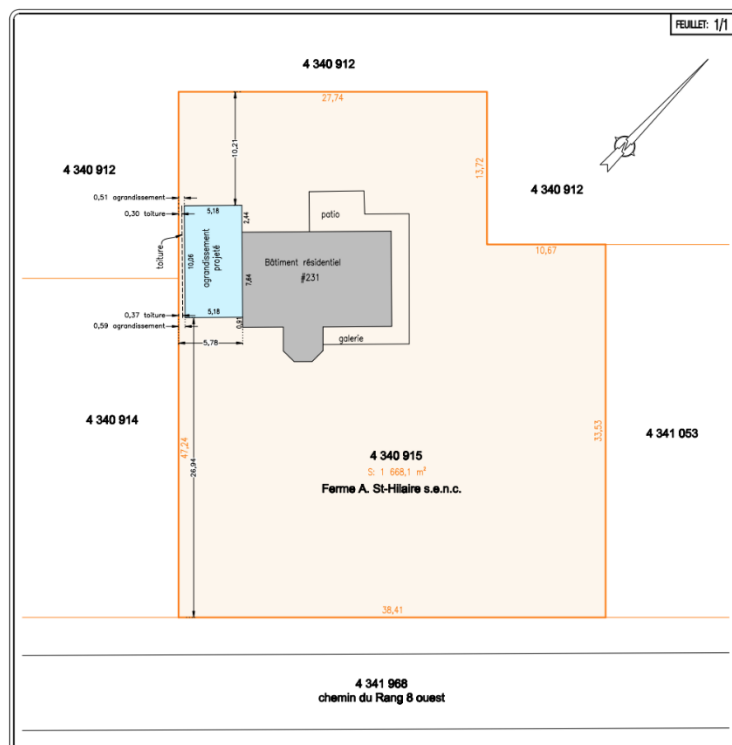 FEUILLET: 1/1
4 340 912
27,74
10,21
13,72
4 340 912
4 340 912
0,51 agrandissement
0,30 toiture
5,18
2,44
patio
toiture
10,06
agrandissement
projeté
Bâtiment résidentiel
#231
7,64
10,67
0,37 toiture
5,18
0,91
0,59 agrandissement
5,78
galerie
4 340 914
47,24
26,94
33,53
4 341 053
4 340 915
S: 1 668,1 m²
Ferme A. St-Hilaire s.e.n.c.
38,41
4 341 968
chemin du Rang 8 ouest